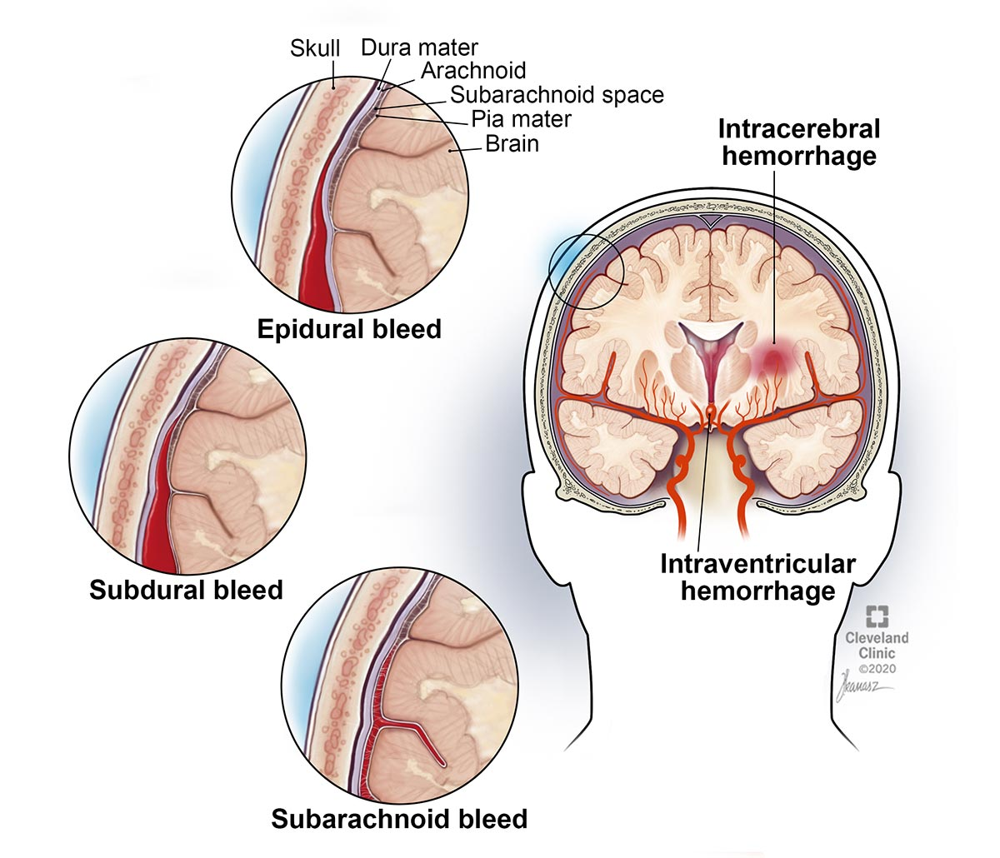 Skull
Dura mater
Arachnoid
Subarachnoid space
Pia mater
Brain
Epidural bleed
Subdural bleed
Subarachnoid bleed
Intracerebral
hemorrhage
Intraventricular
hemorrhage
Cleveland
Clinic
©2020